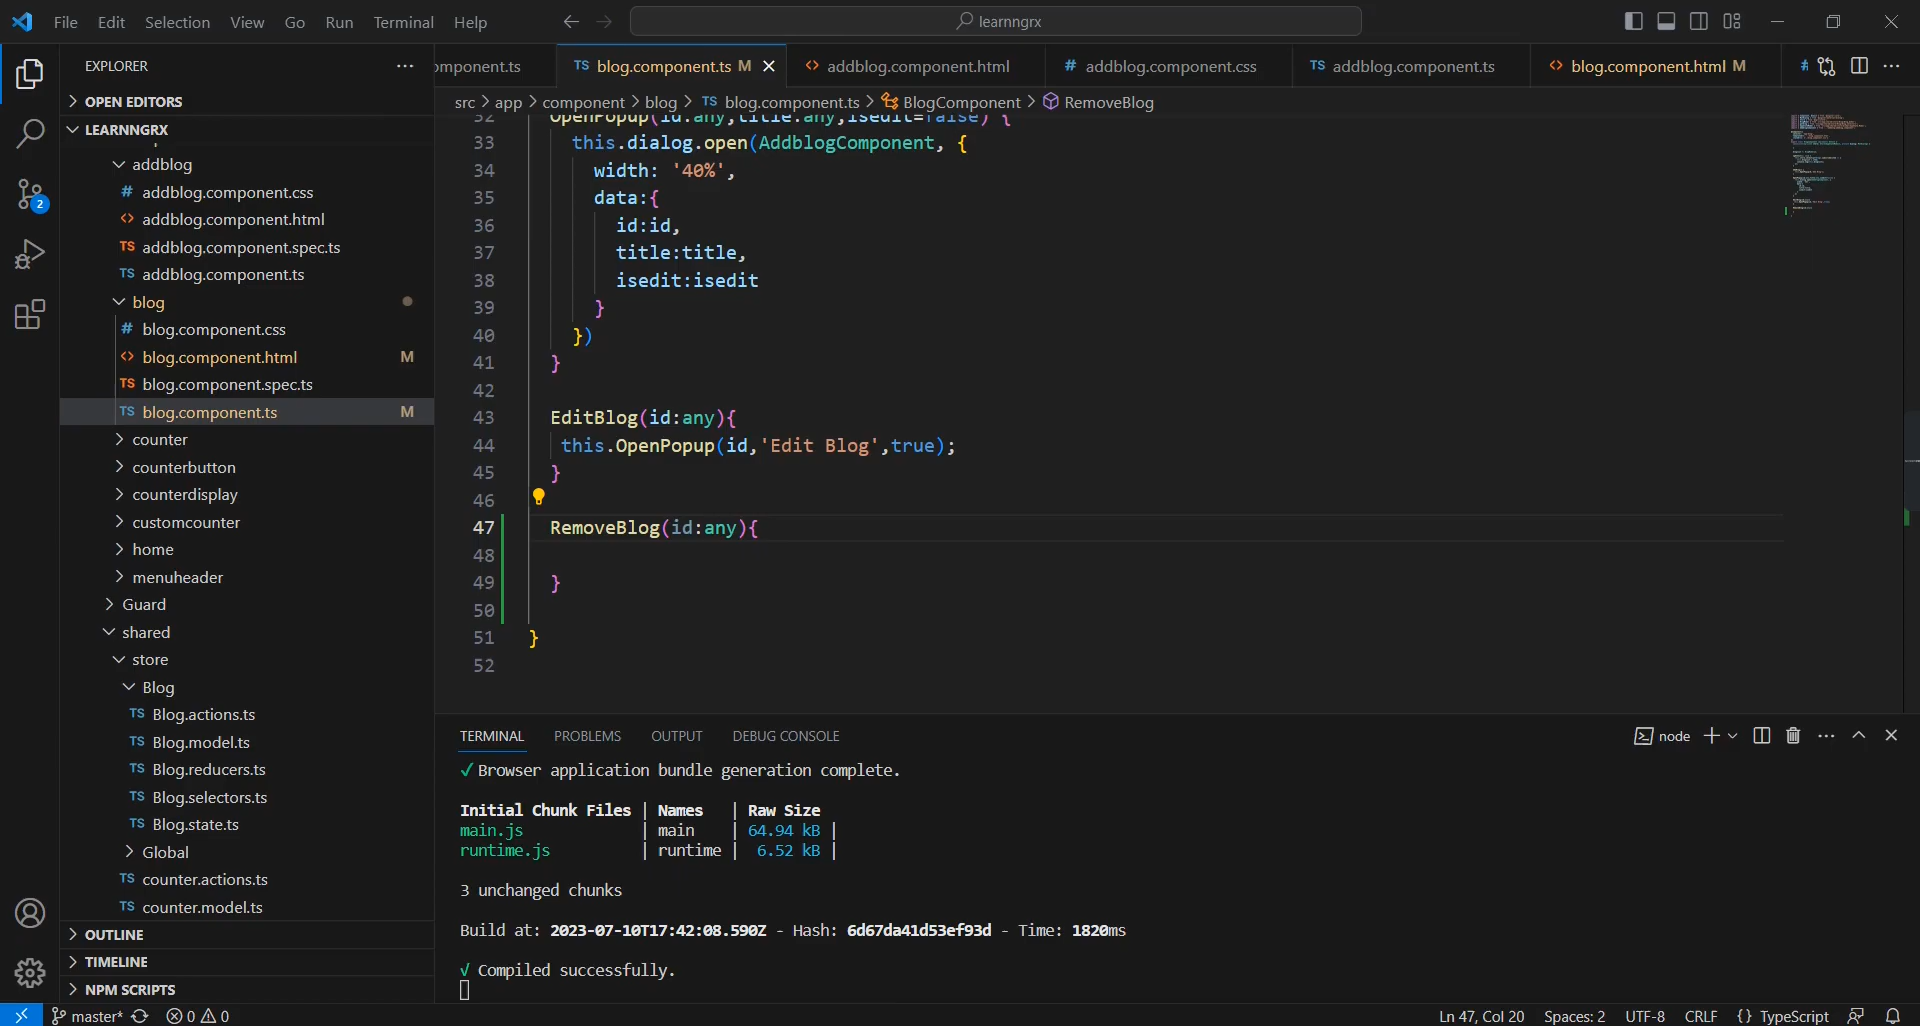 File Edit Selection View Go Run Terminal Help
learnngrx
EXPLORER
OPEN EDITORS
LEARNNGRX
addblog
# addblog.component.css
<> addblog.component.html
TS addblog.component.spec.ts
TS addblog.component.ts
blog
# blog.component.css
<> blog.component.html M
TS blog.component.spec.ts
TS blog.component.ts M
counter
counterbutton
counterdisplay
customcounter
home
menuheader
Guard
shared
store
Blog
TS Blog.actions.ts
TS Blog.model.ts
TS Blog.reducers.ts
TS Blog.selectors.ts
TS Blog.state.ts
Global
TS counter.actions.ts
TS counter.model.ts
OUTLINE
TIMELINE
NPM SCRIPTS
2
omponent.ts TS blog.component.ts M <> addblog.component.html # addblog.component.css TS addblog.component.ts <> blog.component.html M #
src > app > component > blog > TS blog.component.ts > BlogComponent > RemoveBlog
32 OpenPopup(id:any,title:any,isedit=false) {
33 this.dialog.open(AddblogComponent, {
34 width: '40%',
35 data:{
36 id:id,
37 title:title,
38 isedit:isedit
39 }
40 })
41 }
42
43 EditBlog(id:any){
44 this.OpenPopup(id,'Edit Blog',true);
45 }
46
47 RemoveBlog(id:any){
48
49 }
50
51 }
52
TERMINAL PROBLEMS OUTPUT DEBUG CONSOLE node
✓ Browser application bundle generation complete.
Initial Chunk Files | Names | Raw Size
main.js | main | 64.94 kB |
runtime.js | runtime | 6.52 kB |
3 unchanged chunks
Build at: 2023-07-10T17:42:08.590Z - Hash: 6d67da41d53ef93d - Time: 1820ms
√ Compiled successfully.
master* 0 0 Ln 47, Col 20 Spaces: 2 UTF-8 CRLF {} TypeScript